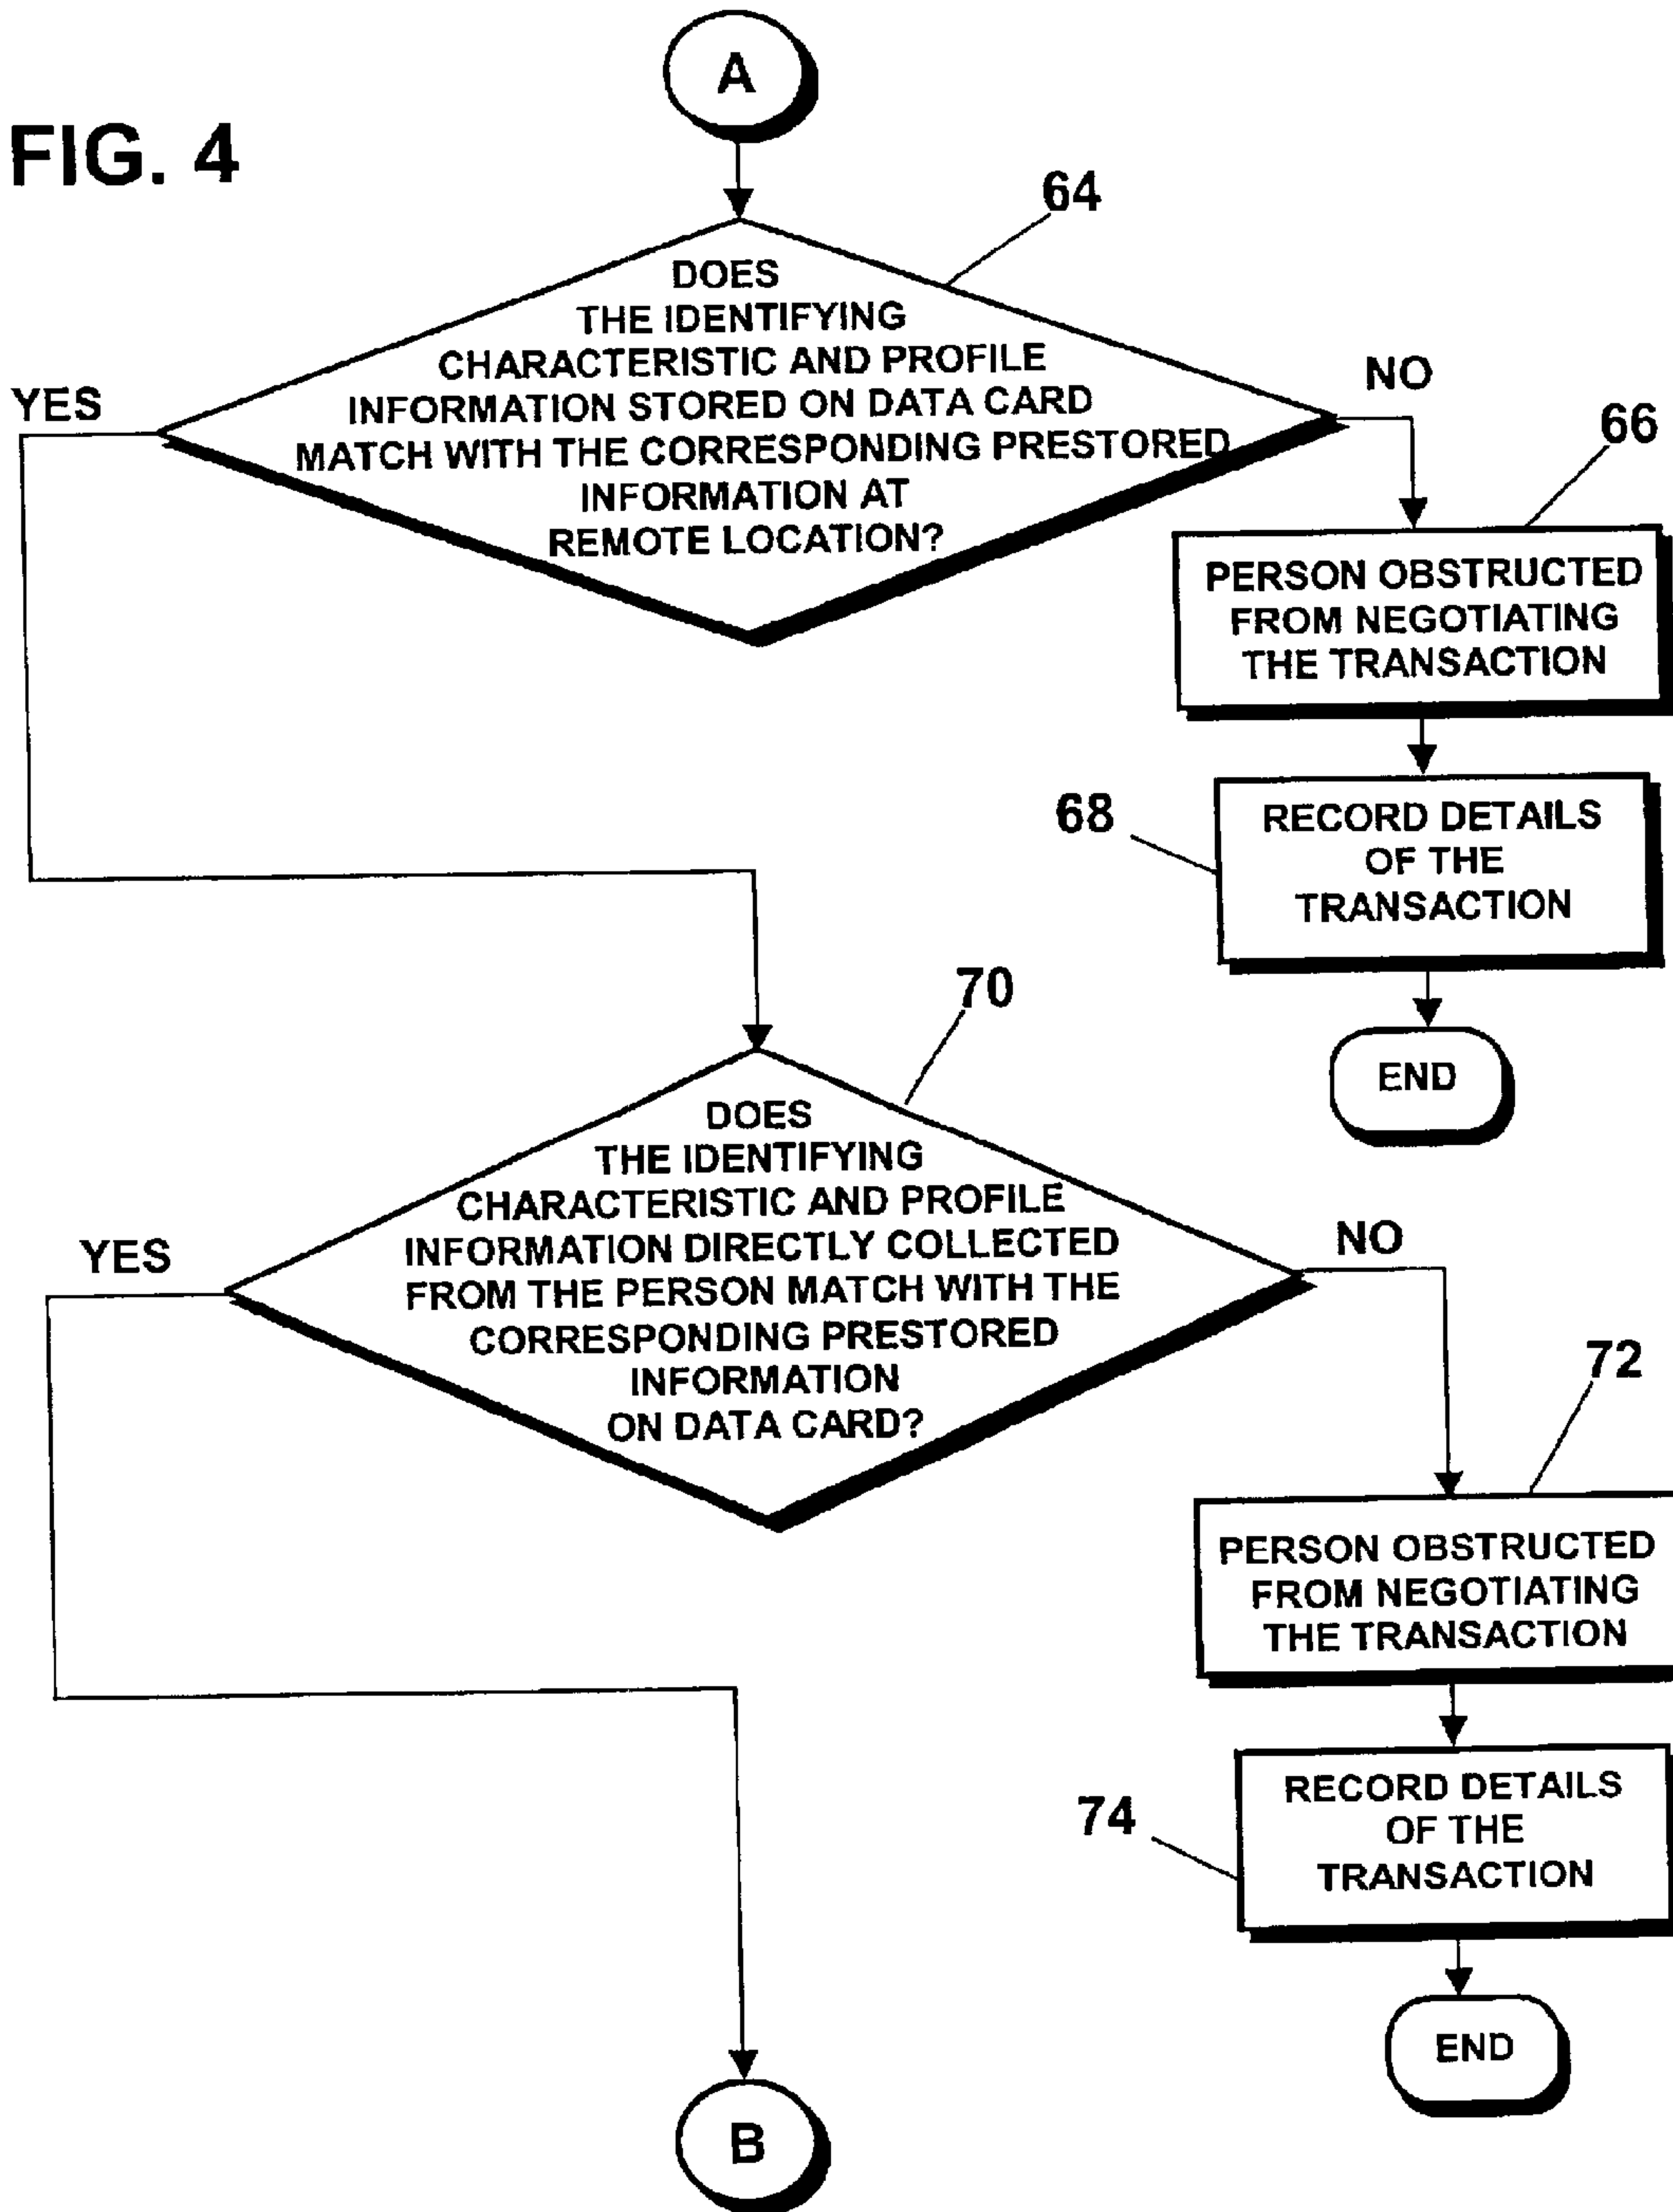 A
FIG. 4
64
DOES
THE IDENTIFYING
CHARACTERISTIC AND PROFILE
INFORMATION STORED ON DATA CARD
MATCH WITH THE CORRESPONDING PRESTORED
INFORMATION AT
REMOTE LOCATION?
YES
NO
66
PERSON OBSTRUCTED
FROM NEGOTIATING
THE TRANSACTION
68
RECORD DETAILS
OF THE
TRANSACTION
END
70
DOES
THE IDENTIFYING
CHARACTERISTIC AND PROFILE
INFORMATION DIRECTLY COLLECTED
FROM THE PERSON MATCH WITH THE
CORRESPONDING PRESTORED
INFORMATION
ON DATA CARD?
YES
NO
72
PERSON OBSTRUCTED
FROM NEGOTIATING
THE TRANSACTION
74
RECORD DETAILS
OF THE
TRANSACTION
END
B